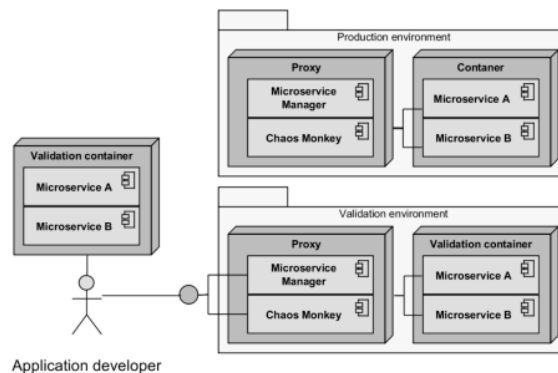 Production environment
Proxy
Microservice
Manager
Chaos Monkey
Contaner
Microservice A
Microservice B
Validation container
Microservice A
Microservice B
Validation environment
Proxy
Microservice
Manager
Chaos Monkey
Validation container
Microservice A
Microservice B
Application developer